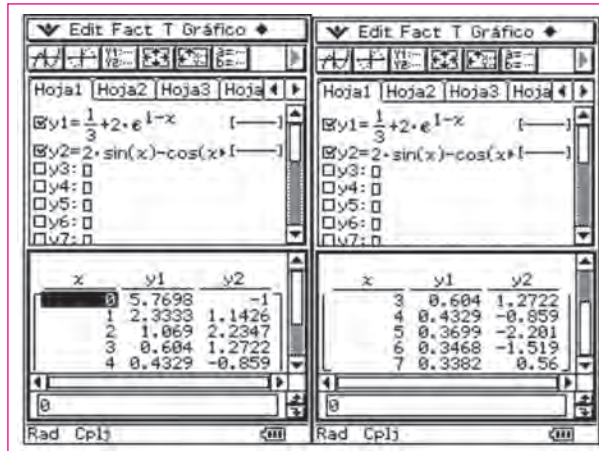 Edit Fact T Gráfico
Hoja1 Hoja2 Hoja3 Hoja
y1=1/3+2·e^1-x [—]
y2=2·sin(x)-cos(x [—]
y3:
y4:
y5:
y6:
y7:
x y1 y2
0 5.7698 -1
1 2.3333 1.1426
2 1.069 2.2347
3 0.604 1.2722
4 0.4329 -0.859
0
Rad Cplj
Edit Fact T Gráfico
Hoja1 Hoja2 Hoja3 Hoja
y1=1/3+2·e^1-x [—]
y2=2·sin(x)-cos(x [—]
y3:
y4:
y5:
y6:
y7:
x y1 y2
3 0.604 1.2722
4 0.4329 -0.859
5 0.3699 -2.201
6 0.3468 -1.519
7 0.3382 0.56
0
Rad Cplj